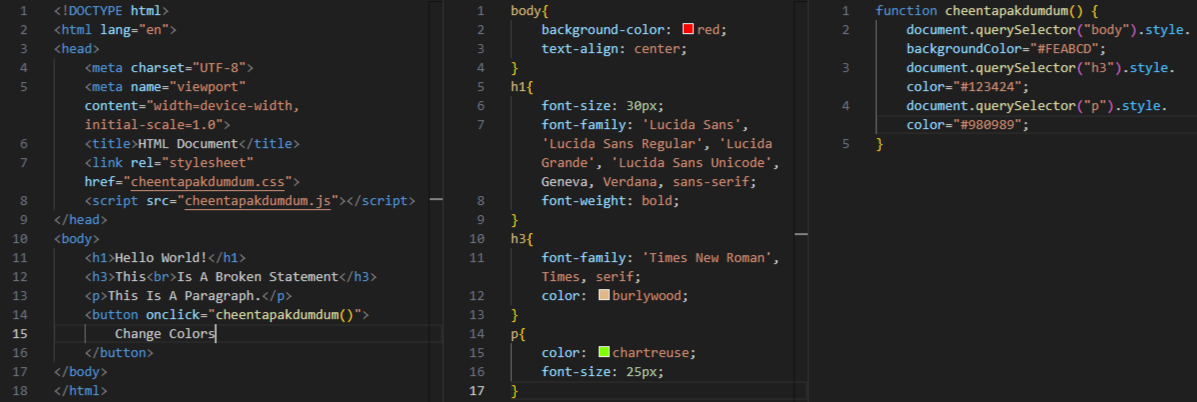 1 <!DOCTYPE html>
2 <html lang="en">
3 <head>
4 <meta charset="UTF-8">
5 <meta name="viewport"
content="width=device-width,
initial-scale=1.0">
6 <title>HTML Document</title>
7 <link rel="stylesheet"
href="cheentapakdumdum.css">
8 <script src="cheentapakdumdum.js"></script>
9 </head>
10 <body>
11 <h1>Hello World!</h1>
12 <h3>This<br>Is A Broken Statement</h3>
13 <p>This Is A Paragraph.</p>
14 <button onclick="cheentapakdumdum()">
15 Change Colors
16 </button>
17 </body>
18 </html>
1 body{
2 background-color: red;
3 text-align: center;
4 }
5 h1{
6 font-size: 30px;
7 font-family: 'Lucida Sans',
'Lucida Sans Regular', 'Lucida
Grande', 'Lucida Sans Unicode',
Geneva, Verdana, sans-serif;
8 font-weight: bold;
9 }
10 h3{
11 font-family: 'Times New Roman',
Times, serif;
12 color: burlywood;
13 }
14 p{
15 color: chartreuse;
16 font-size: 25px;
17 }
1 function cheentapakdumdum() {
2 document.querySelector("body").style.
backgroundColor="#FEABCD";
3 document.querySelector("h3").style.
color="#123424";
4 document.querySelector("p").style.
color="#980989";
5 }